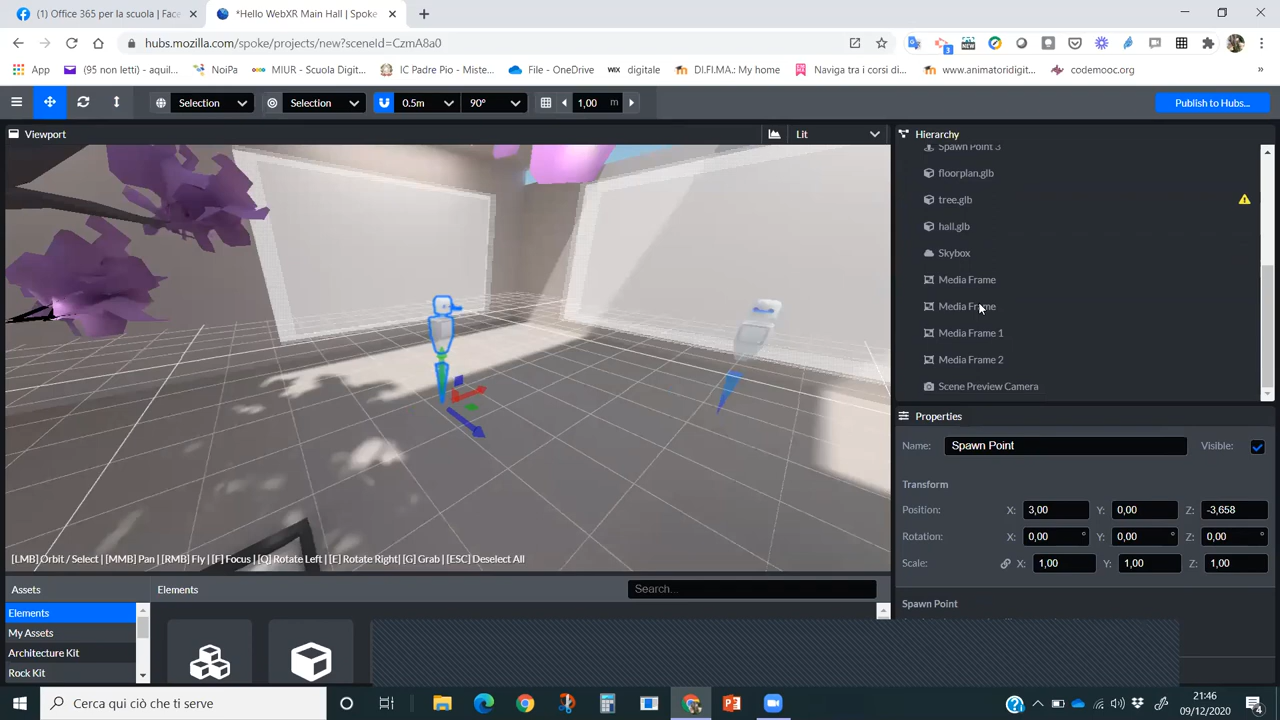 (1) Office 365 per la scuola | Face
*Hello WebXR Main Hall | Spoke
hubs.mozilla.com/spoke/projects/new?sceneId=CzmA8a0
App
(95 non letti) - aquil...
NoiPa
MIUR - Scuola Digit...
IC Padre Pio - Miste...
File - OneDrive
WIX digitale
DI.FI.MA.: My home
Naviga tra i corsi di...
www.animatoridigit...
codemooc.org
»
Selection
Selection
0.5m
90°
1,00 m
Publish to Hubs...
Viewport
Lit
Hierarchy
Spawn Point 3
floorplan.glb
tree.glb
hall.glb
Skybox
Media Frame
Media Frame
Media Frame 1
Media Frame 2
Scene Preview Camera
Properties
Name: Spawn Point Visible:
Transform
Position: X: 3,00 Y: 0,00 Z: -3,658
Rotation: X: 0,00 ° Y: 0,00 ° Z: 0,00 °
Scale: X: 1,00 Y: 1,00 Z: 1,00
Spawn Point
[LMB] Orbit / Select | [MMB] Pan | [RMB] Fly | [F] Focus | [Q] Rotate Left | [E] Rotate Right| [G] Grab | [ESC] Deselect All
Assets
Elements
Search...
Elements
My Assets
Architecture Kit
Rock Kit
Cerca qui ciò che ti serve
21:46
09/12/2020
4